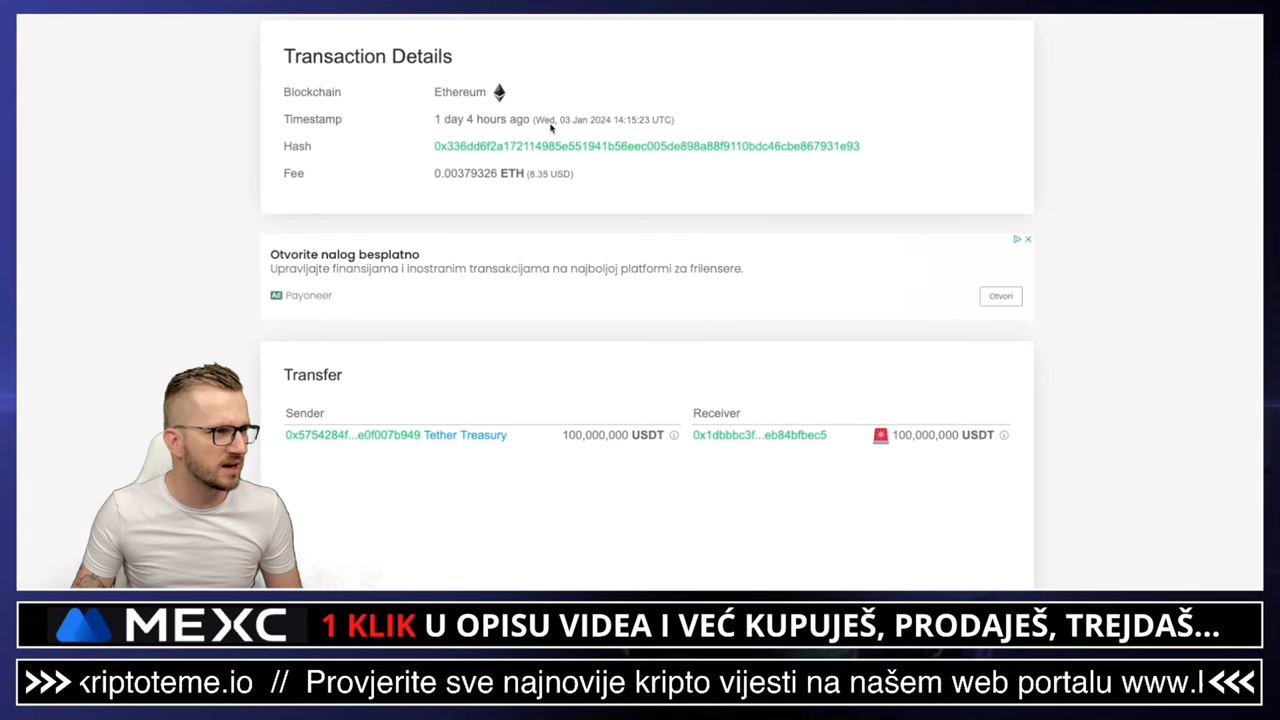 Transaction Details
Blockchain Ethereum
Timestamp 1 day 4 hours ago (Wed, 03 Jan 2024 14:15:23 UTC)
Hash 0x336dd6f2a172114985e551941b56eec005de898a88f9110bdc46cbe867931e93
Fee 0.00379326 ETH (8.35 USD)
Otvorite nalog besplatno
Upravljajte finansijama i inostranim transakcijama na najboljoj platformi za frilensere.
Ad Payoneer
Otvori
Transfer
Sender Receiver
0x5754284f...e0f007b949 Tether Treasury 100,000,000 USDT 0x1dbbbc3f...eb84bfbec5 100,000,000 USDT
MEXC 1 KLIK U OPISU VIDEA I VEĆ KUPUJEŠ, PRODAJEŠ, TREJDAŠ...
>>> kriptoteme.io // Provjerite sve najnovije kripto vijesti na našem web portalu www. <<<